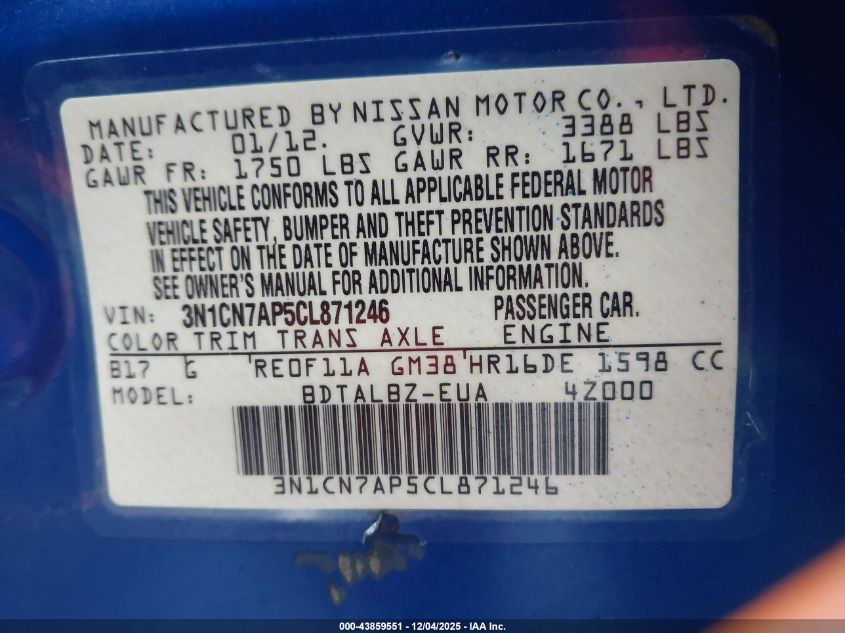 MANUFACTURED BY NISSAN MOTOR CO., LTD.
DATE: 01/12. GVWR: 3388 LBS
GAWR FR: 1750 LBS GAWR RR: 1671 LBS
THIS VEHICLE CONFORMS TO ALL APPLICABLE FEDERAL MOTOR
VEHICLE SAFETY, BUMPER AND THEFT PREVENTION STANDARDS
IN EFFECT ON THE DATE OF MANUFACTURE SHOWN ABOVE.
SEE OWNER'S MANUAL FOR ADDITIONAL INFORMATION.
VIN: 3N1CN7AP5CL871246 PASSENGER CAR.
COLOR TRIM TRANS AXLE ENGINE
B17 G RE0F11A GM38 HR16DE 1598 CC
MODEL: BDTALBZ-EUA 4Z000
3N1CN7AP5CL871246
000-43859551 - 12/04/2025 - IAA Inc.